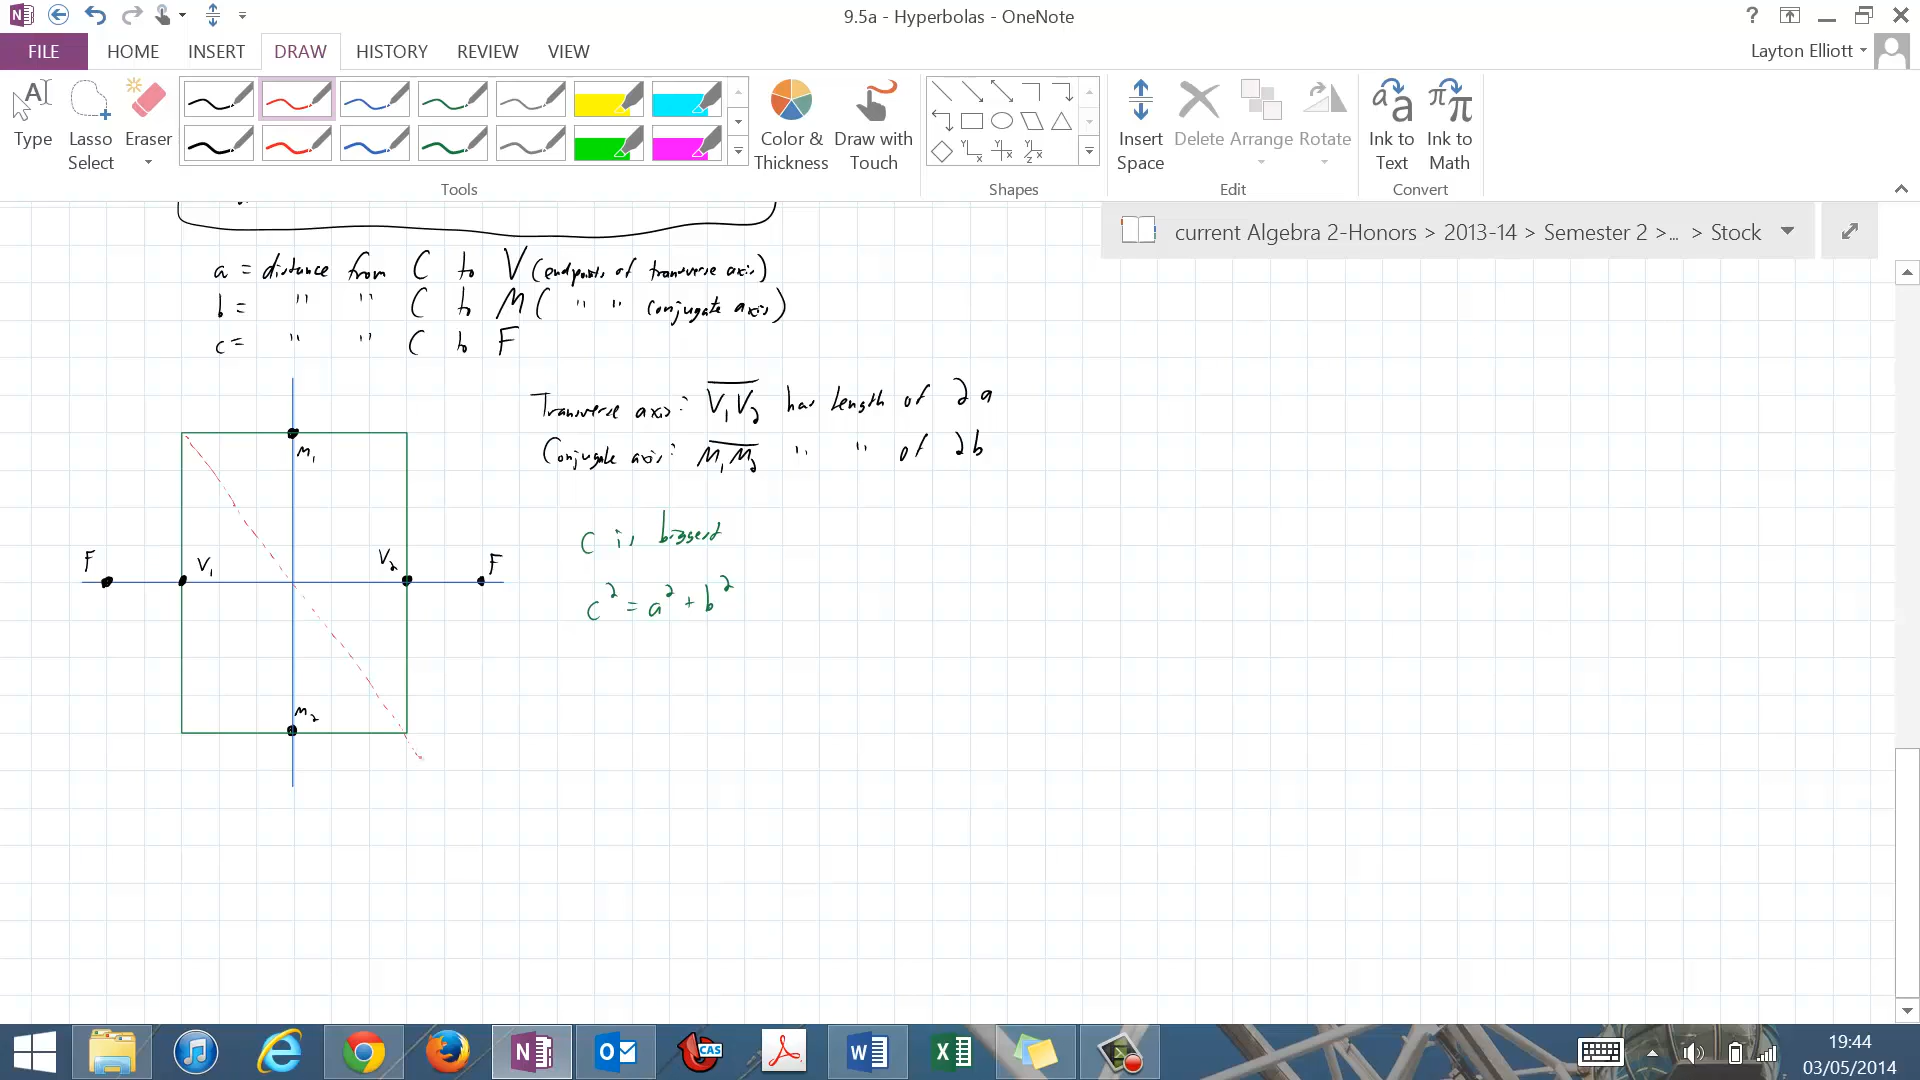 9.5a - Hyperbolas - OneNote
?
FILE HOME INSERT DRAW HISTORY REVIEW VIEW
Layton Elliott
Type
Lasso Select
Eraser
Color & Thickness
Draw with Touch
Insert Space
Delete
Arrange
Rotate
Ink to Text
Ink to Math
Tools
Shapes
Edit
Convert
current Algebra 2-Honors > 2013-14 > Semester 2 >... > Stock
a = distance from C to V (endpoints of transverse axis)
b = " " C to M ( " " conjugate axis)
c = " " C to F
Transverse axis: V₁V₂ has length of 2a
Conjugate axis: M₁M₂ " " of 2b
M₁
c is biggest
F V₁ V₂ F
c² = a² + b²
M₂
19:44
03/05/2014